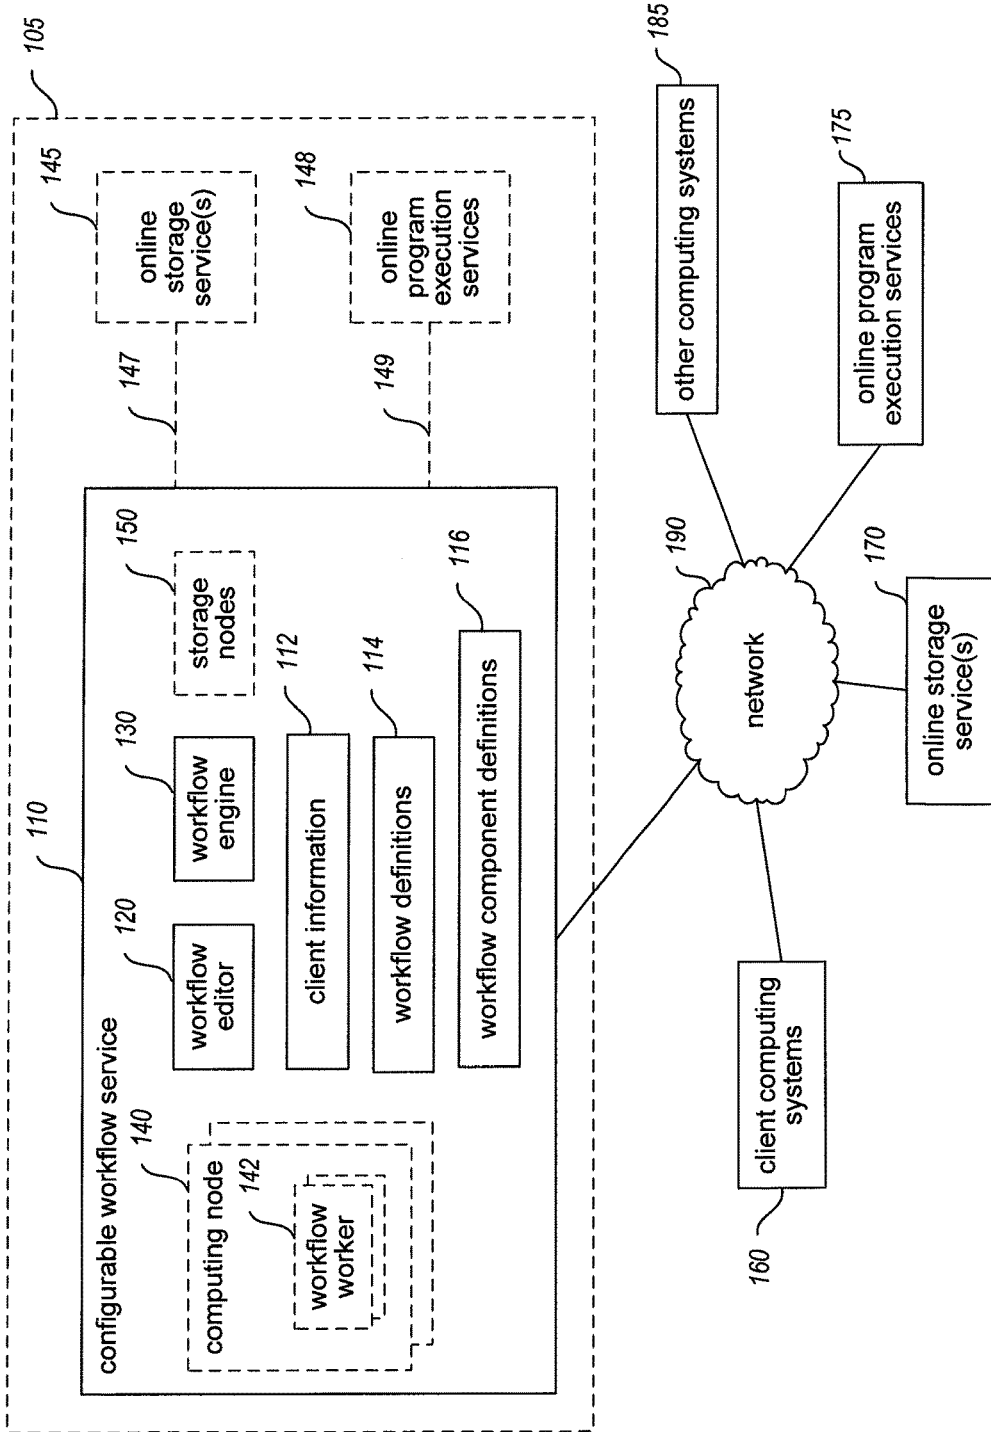 105
110
configurable workflow service
140
computing node
142
workflow
worker
120
workflow
editor
130
workflow
engine
150
storage
nodes
112
client information
114
workflow definitions
116
workflow component definitions
147
145
online
storage
service(s)
149
148
online
program
execution
services
190
network
160
client computing
systems
170
online storage
service(s)
175
online program
execution services
185
other computing systems